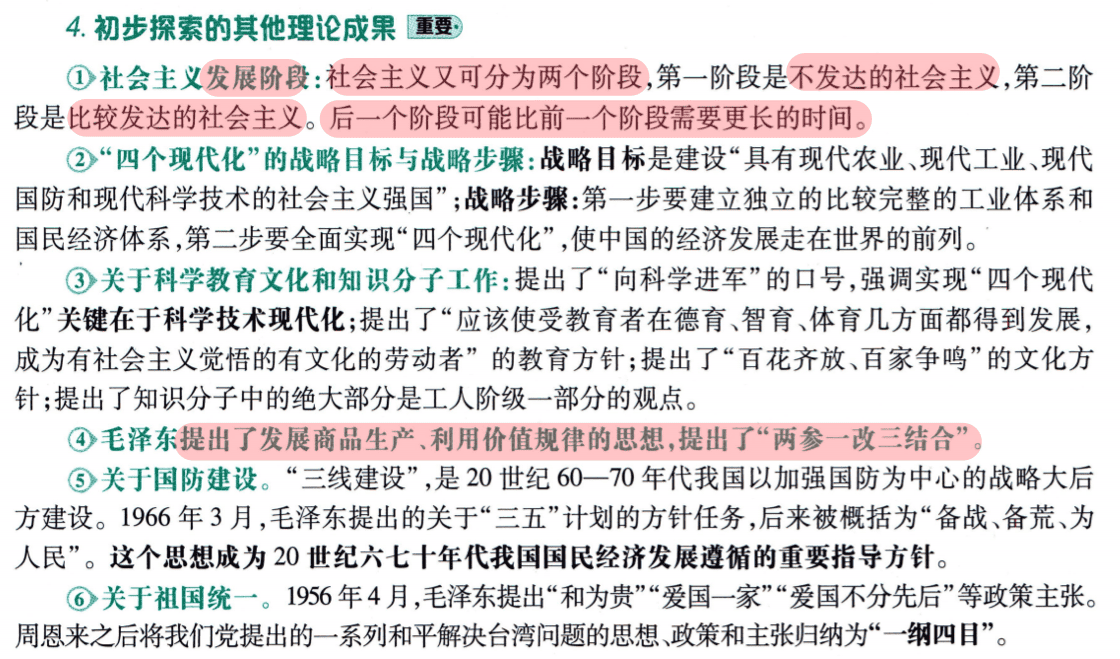 4. 初步探索的其他理论成果 重要
①社会主义发展阶段:社会主义又可分为两个阶段,第一阶段是不发达的社会主义,第二阶
段是比较发达的社会主义。后一个阶段可能比前一个阶段需要更长的时间。
②“四个现代化”的战略目标与战略步骤:战略目标是建设“具有现代农业、现代工业、现代
国防和现代科学技术的社会主义强国”;战略步骤:第一步要建立独立的比较完整的工业体系和
国民经济体系,第二步要全面实现“四个现代化”,使中国的经济发展走在世界的前列。
③关于科学教育文化和知识分子工作:提出了“向科学进军”的口号,强调实现“四个现代
化”关键在于科学技术现代化;提出了“应该使受教育者在德育、智育、体育几方面都得到发展,
成为有社会主义觉悟的有文化的劳动者” 的教育方针;提出了“百花齐放、百家争鸣”的文化方
针;提出了知识分子中的绝大部分是工人阶级一部分的观点。
④毛泽东提出了发展商品生产、利用价值规律的思想,提出了“两参一改三结合”。
⑤关于国防建设。“三线建设”,是 20 世纪 60—70 年代我国以加强国防为中心的战略大后
方建设。1966 年 3 月,毛泽东提出的关于“三五”计划的方针任务,后来被概括为“备战、备荒、为
人民”。这个思想成为 20 世纪六七十年代我国国民经济发展遵循的重要指导方针。
⑥关于祖国统一。1956 年 4 月,毛泽东提出“和为贵”“爱国一家”“爱国不分先后”等政策主张。
周恩来之后将我们党提出的一系列和平解决台湾问题的思想、政策和主张归纳为“一纲四目”。